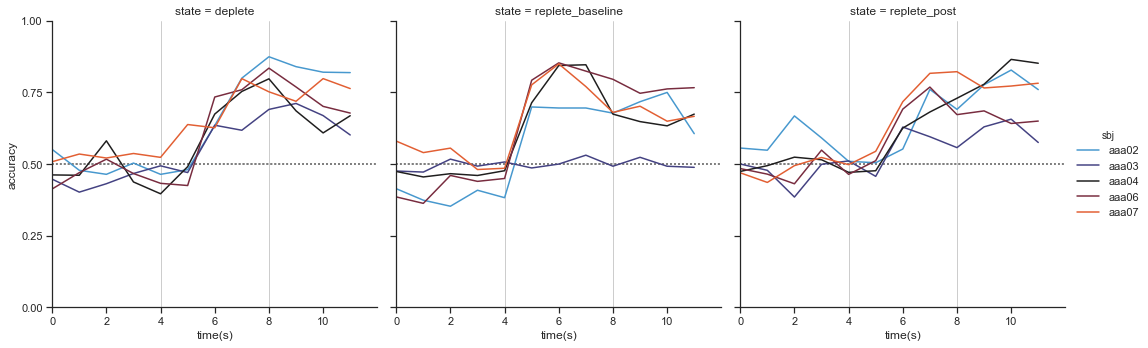 state = deplete
state = replete_baseline
state = replete_post
accuracy
1.00
0.75
0.50
0.25
0.00
0 2 4 6 8 10
0 2 4 6 8 10
0 2 4 6 8 10
time(s)
time(s)
time(s)
sbj
aaa02
aaa03
aaa04
aaa06
aaa07